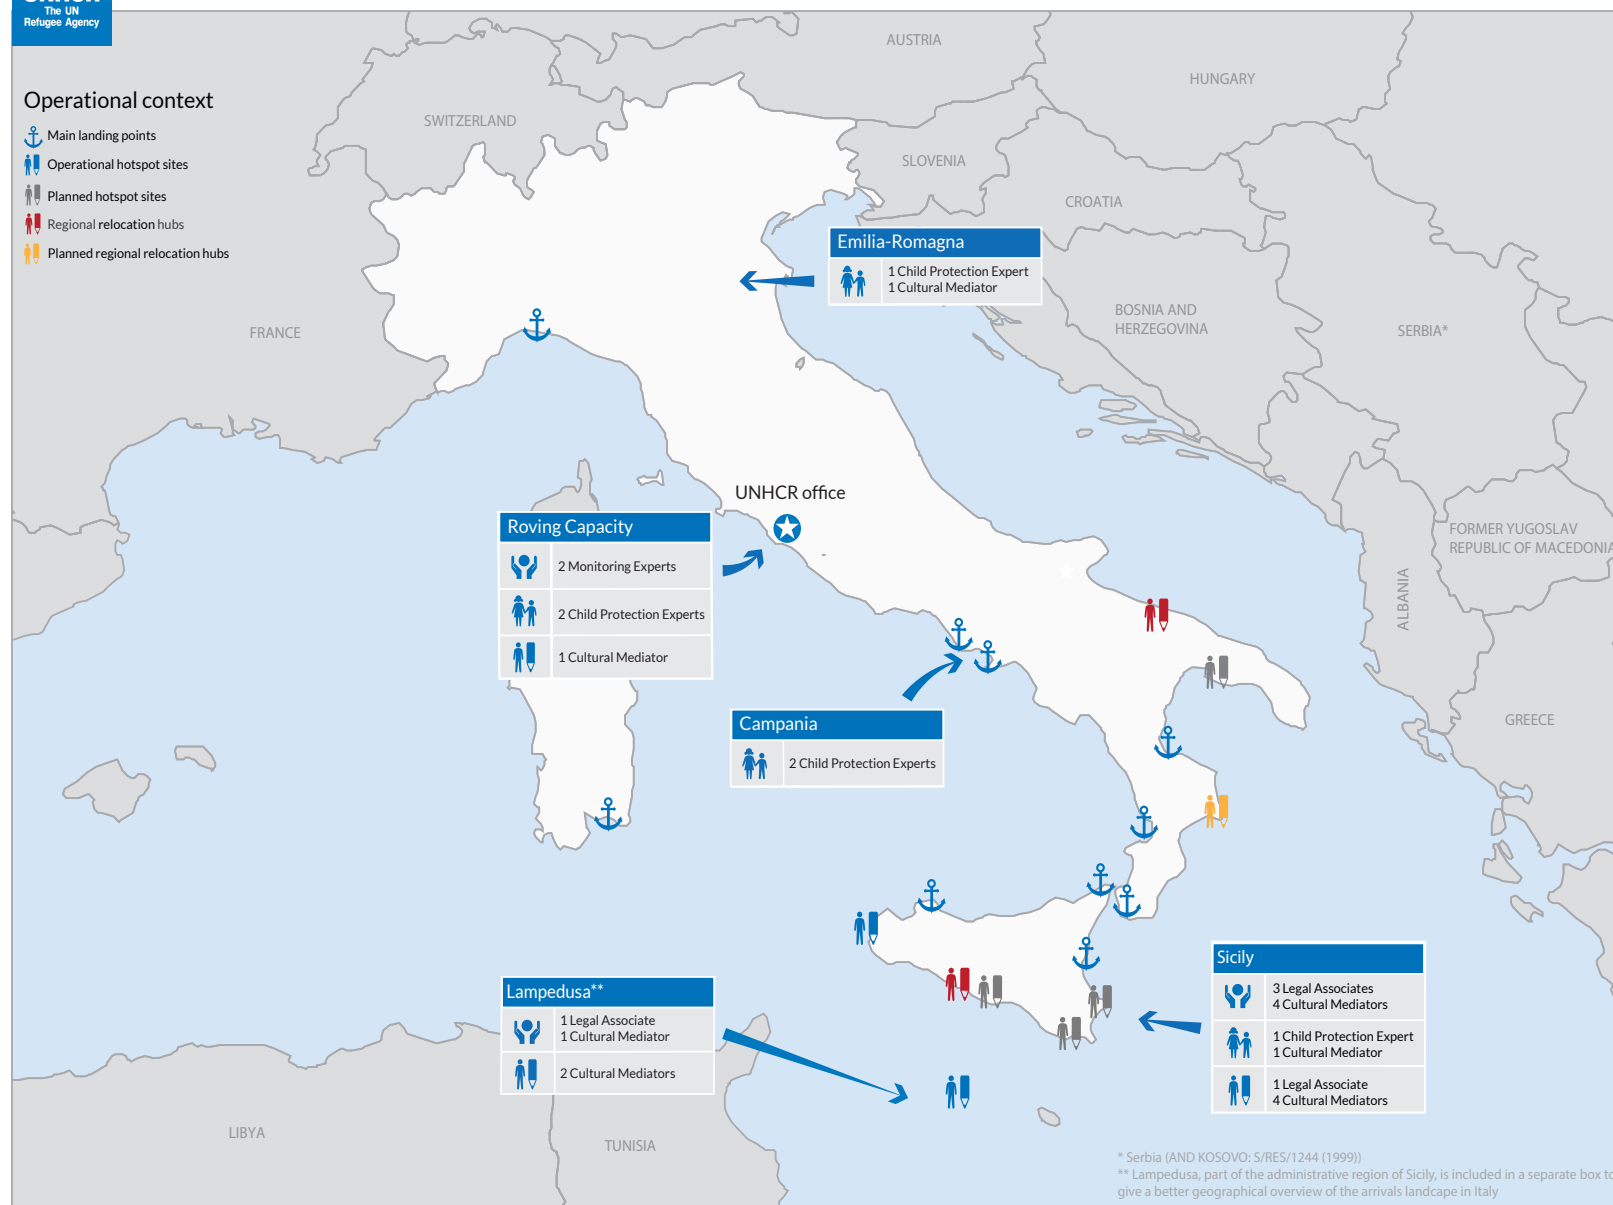 The UN
Refugee Agency
Operational context
Main landing points
Operational hotspot sites
Planned hotspot sites
Regional relocation hubs
Planned regional relocation hubs
AUSTRIA
HUNGARY
SWITZERLAND
SLOVENIA
CROATIA
FRANCE
BOSNIA AND
HERZEGOVINA
SERBIA*
Emilia-Romagna
1 Child Protection Expert
1 Cultural Mediator
UNHCR office
FORMER YUGOSLAV
REPUBLIC OF MACEDONIA
ALBANIA
GREECE
Roving Capacity
2 Monitoring Experts
2 Child Protection Experts
1 Cultural Mediator
Campania
2 Child Protection Experts
Lampedusa**
1 Legal Associate
1 Cultural Mediator
2 Cultural Mediators
Sicily
3 Legal Associates
4 Cultural Mediators
1 Child Protection Expert
1 Cultural Mediator
1 Legal Associate
4 Cultural Mediators
LIBYA
TUNISIA
* Serbia (AND KOSOVO: S/RES/1244 (1999))
** Lampedusa, part of the administrative region of Sicily, is included in a separate box to
give a better geographical overview of the arrivals landcape in Italy